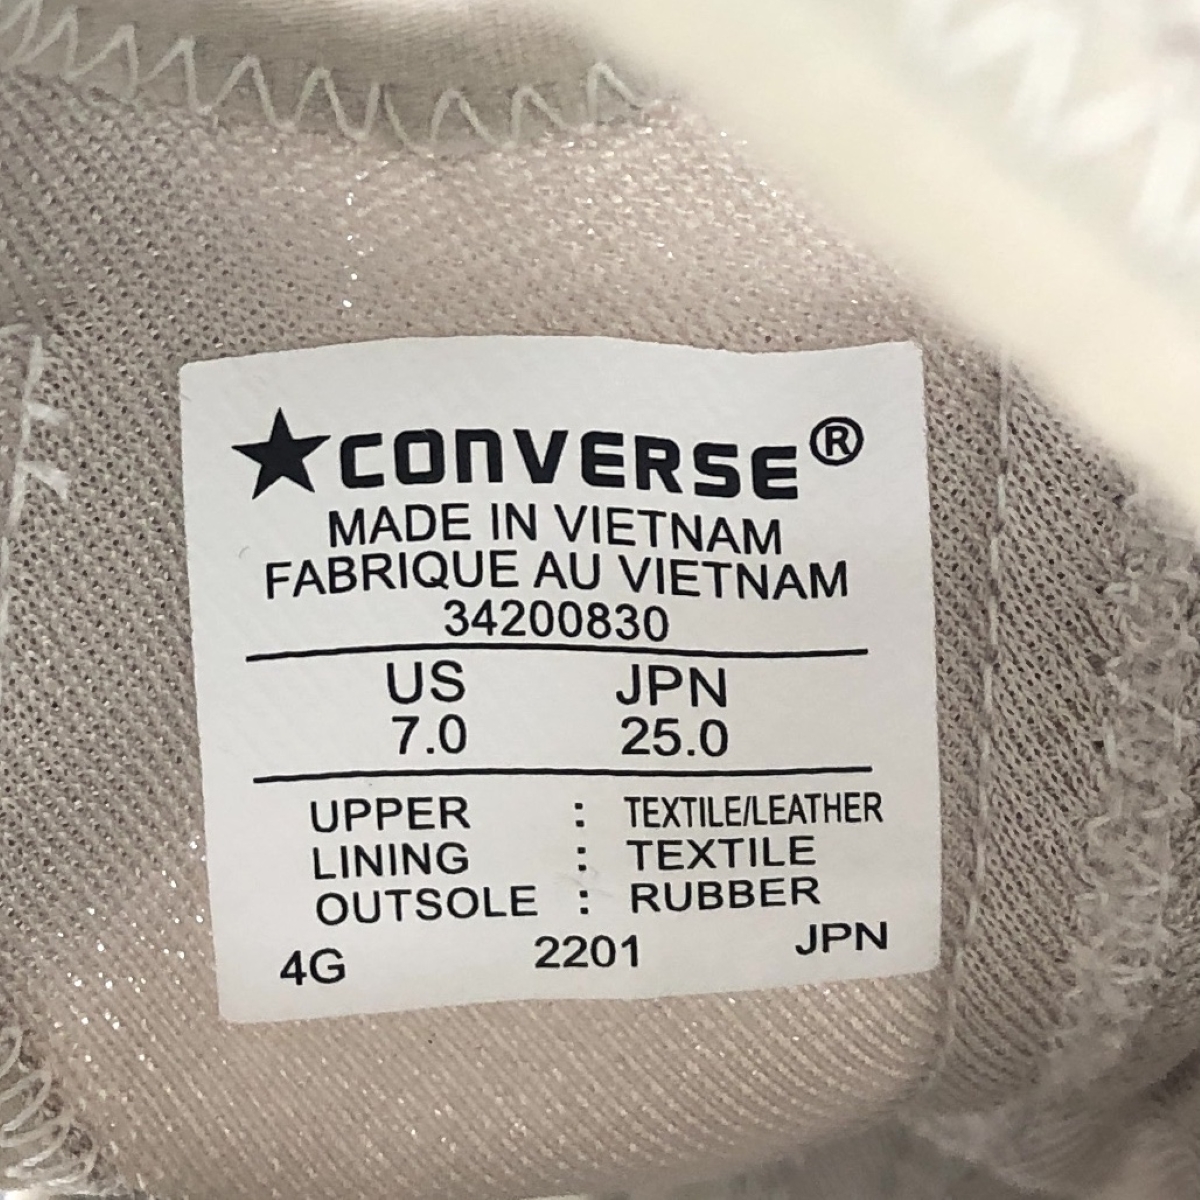 ★CONVERSE®
MADE IN VIETNAM
FABRIQUE AU VIETNAM
34200830
US JPN
7.0 25.0
UPPER : TEXTILE/LEATHER
LINING : TEXTILE
OUTSOLE : RUBBER
4G 2201 JPN